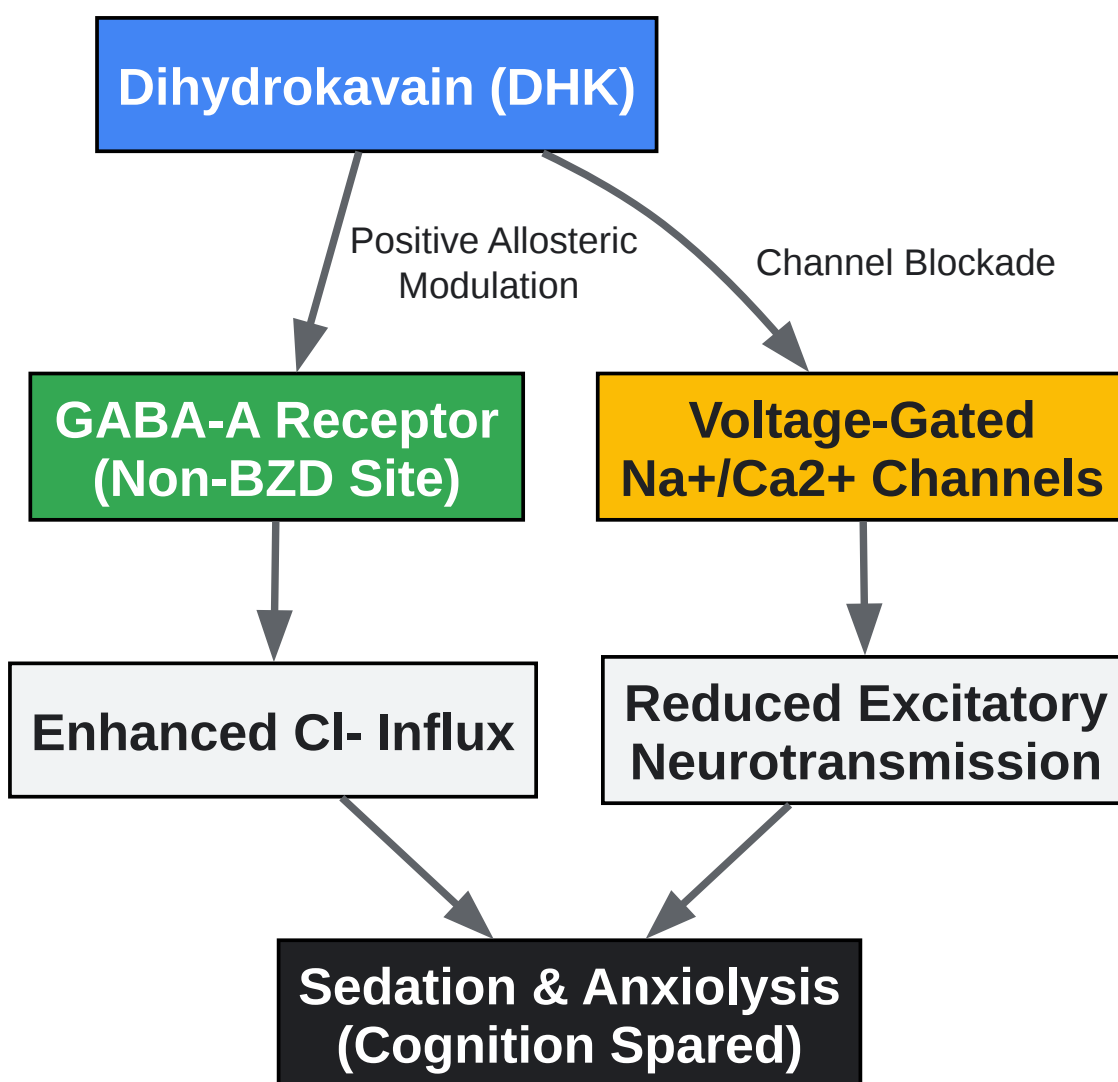 Dihydrokavain (DHK)
Positive Allosteric
Modulation
Channel Blockade
GABA-A Receptor
(Non-BZD Site)
Voltage-Gated
Na+/Ca2+ Channels
Enhanced Cl- Influx
Reduced Excitatory
Neurotransmission
Sedation & Anxiolysis
(Cognition Spared)